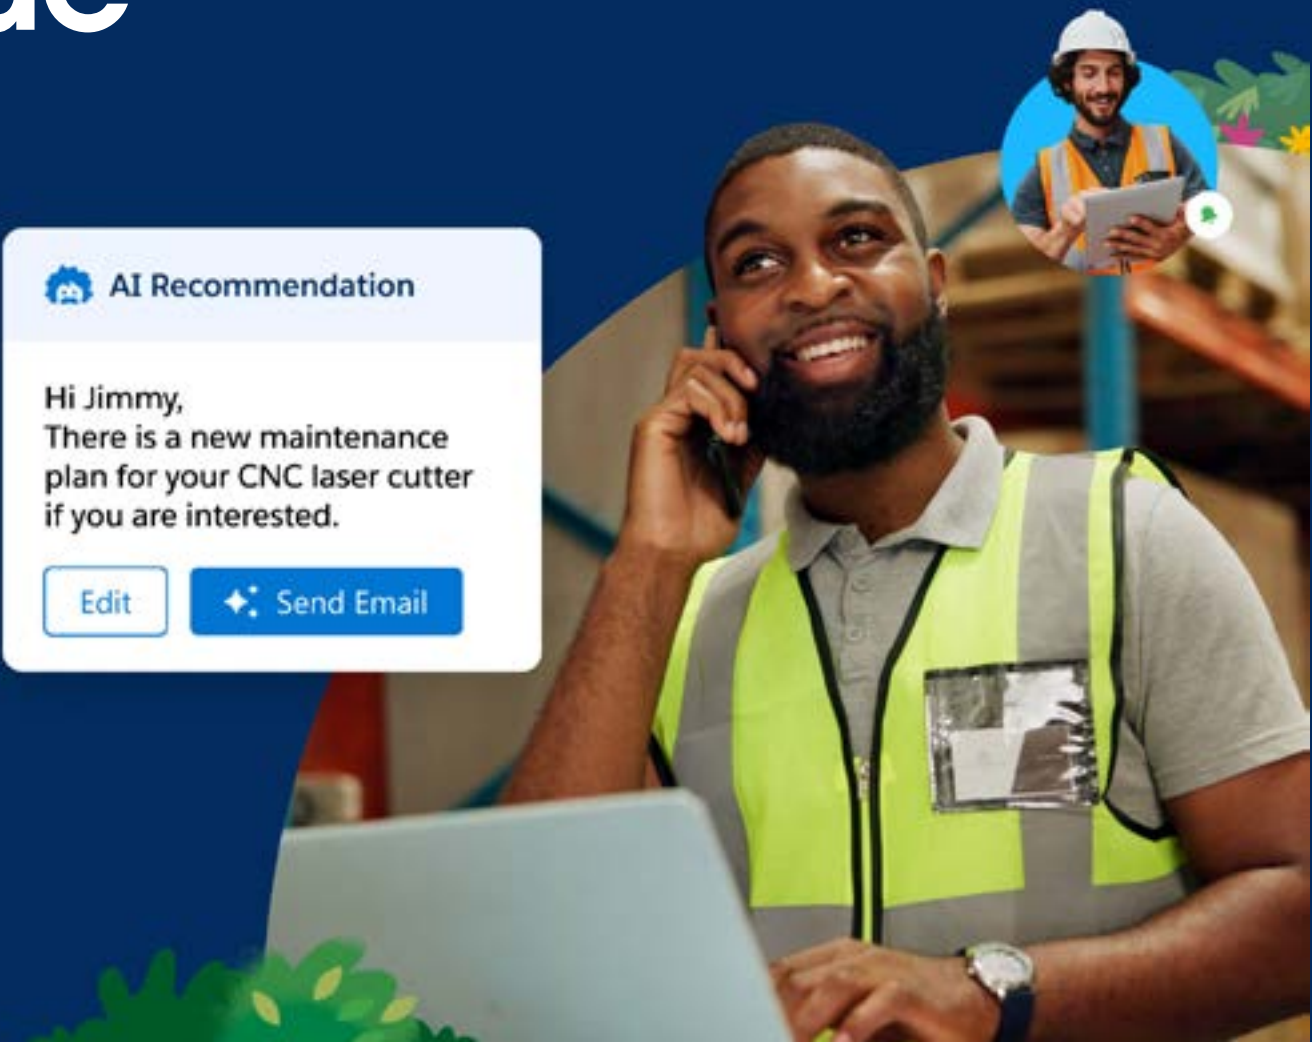 AI Recommendation
Hi Jimmy,
There is a new maintenance
plan for your CNC laser cutter
if you are interested.
Edit
Send Email